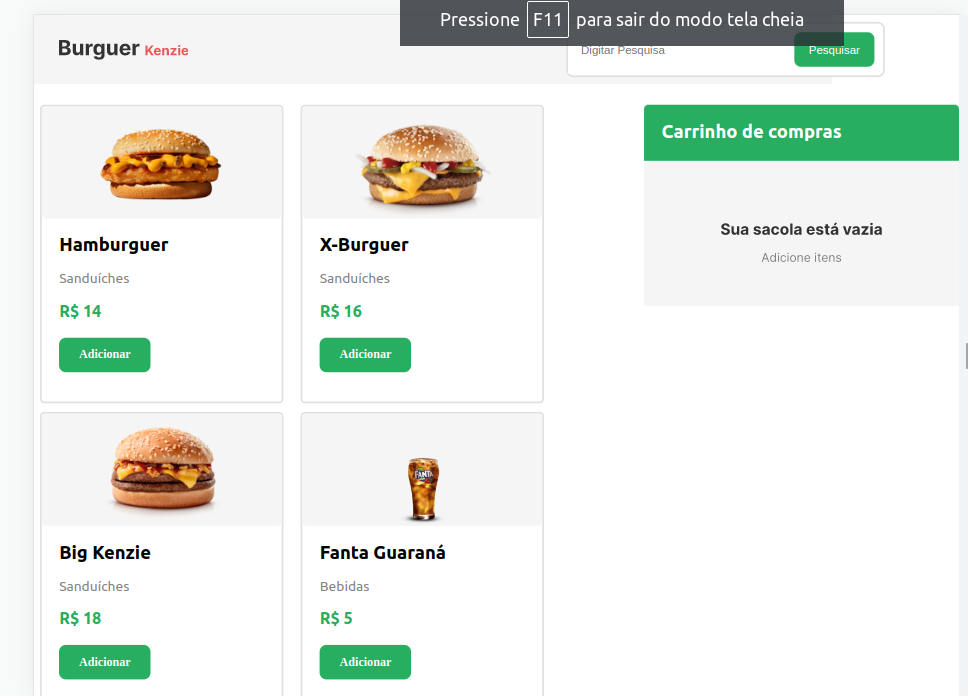 Pressione F11 para sair do modo tela cheia
Burguer Kenzie
Digitar Pesquisa
Pesquisar
Carrinho de compras
Sua sacola está vazia
Adicione itens
Hamburguer
Sanduíches
R$ 14
Adicionar
X-Burguer
Sanduíches
R$ 16
Adicionar
Big Kenzie
Sanduíches
R$ 18
Adicionar
FANTA
Fanta Guaraná
Bebidas
R$ 5
Adicionar